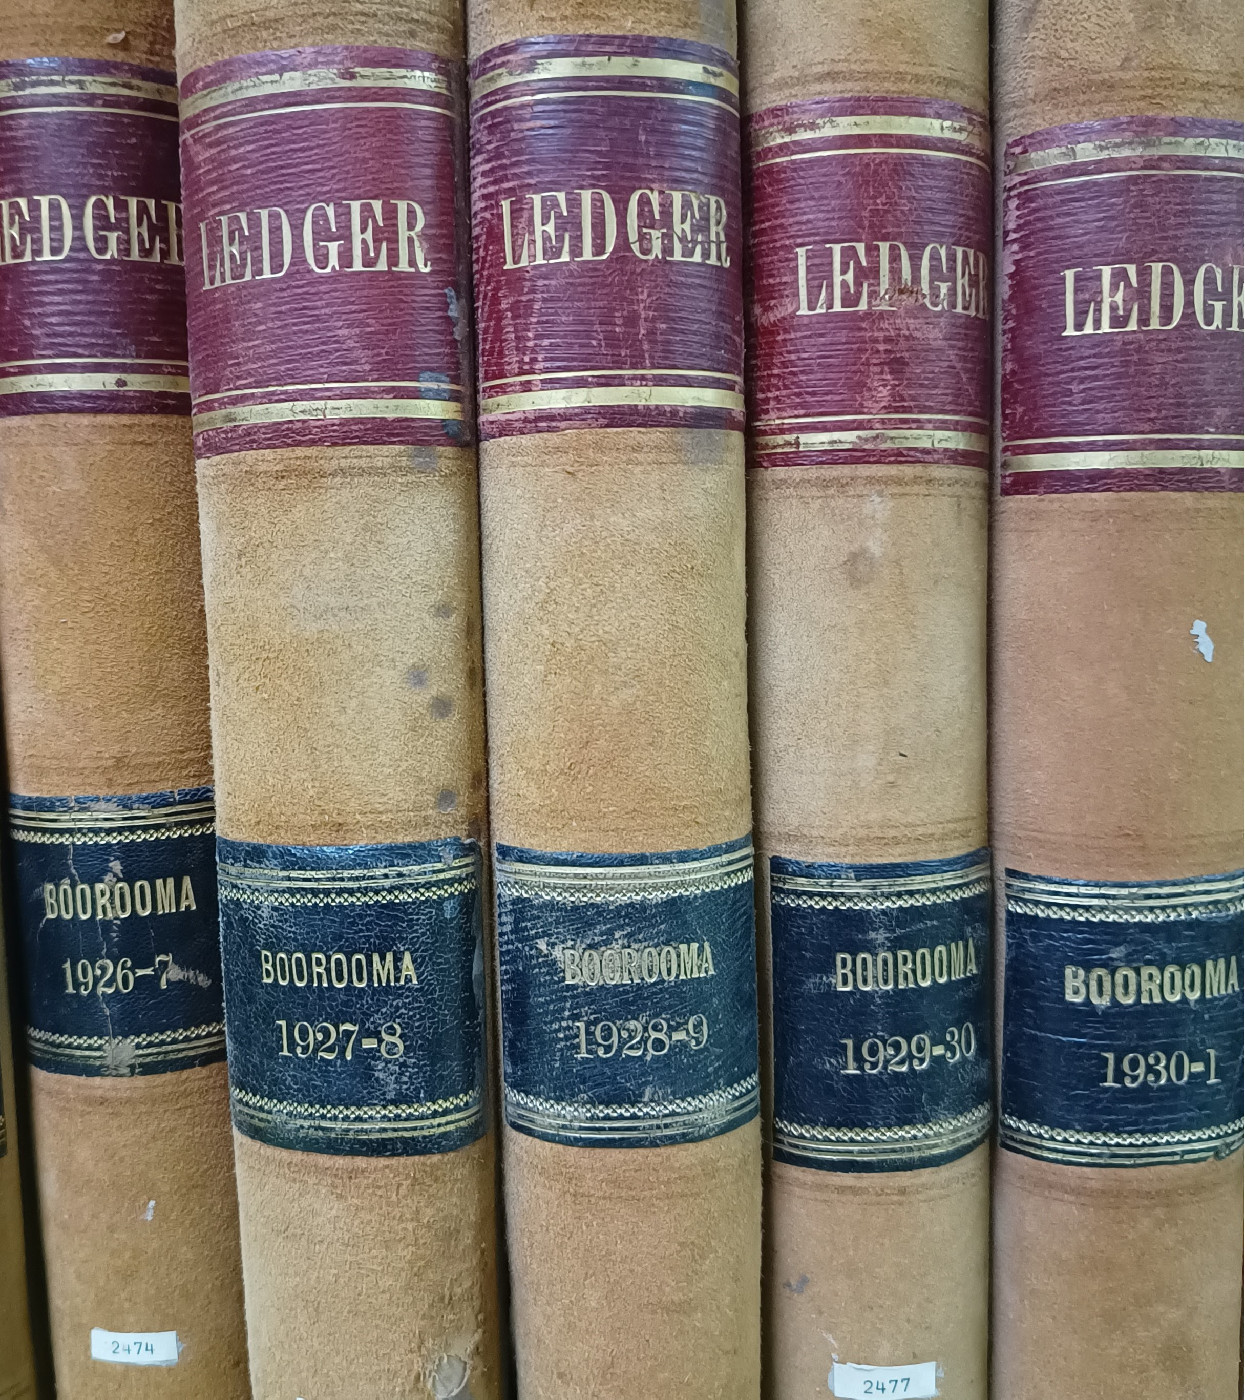 LEDGER
BOOROOMA
1926-7
2474
LEDGER
BOOROOMA
1927-8
LEDGER
BOOROOMA
1928-9
LEDGER
BOOROOMA
1929-30
2477
LEDGE
BOOROOMA
1930-1